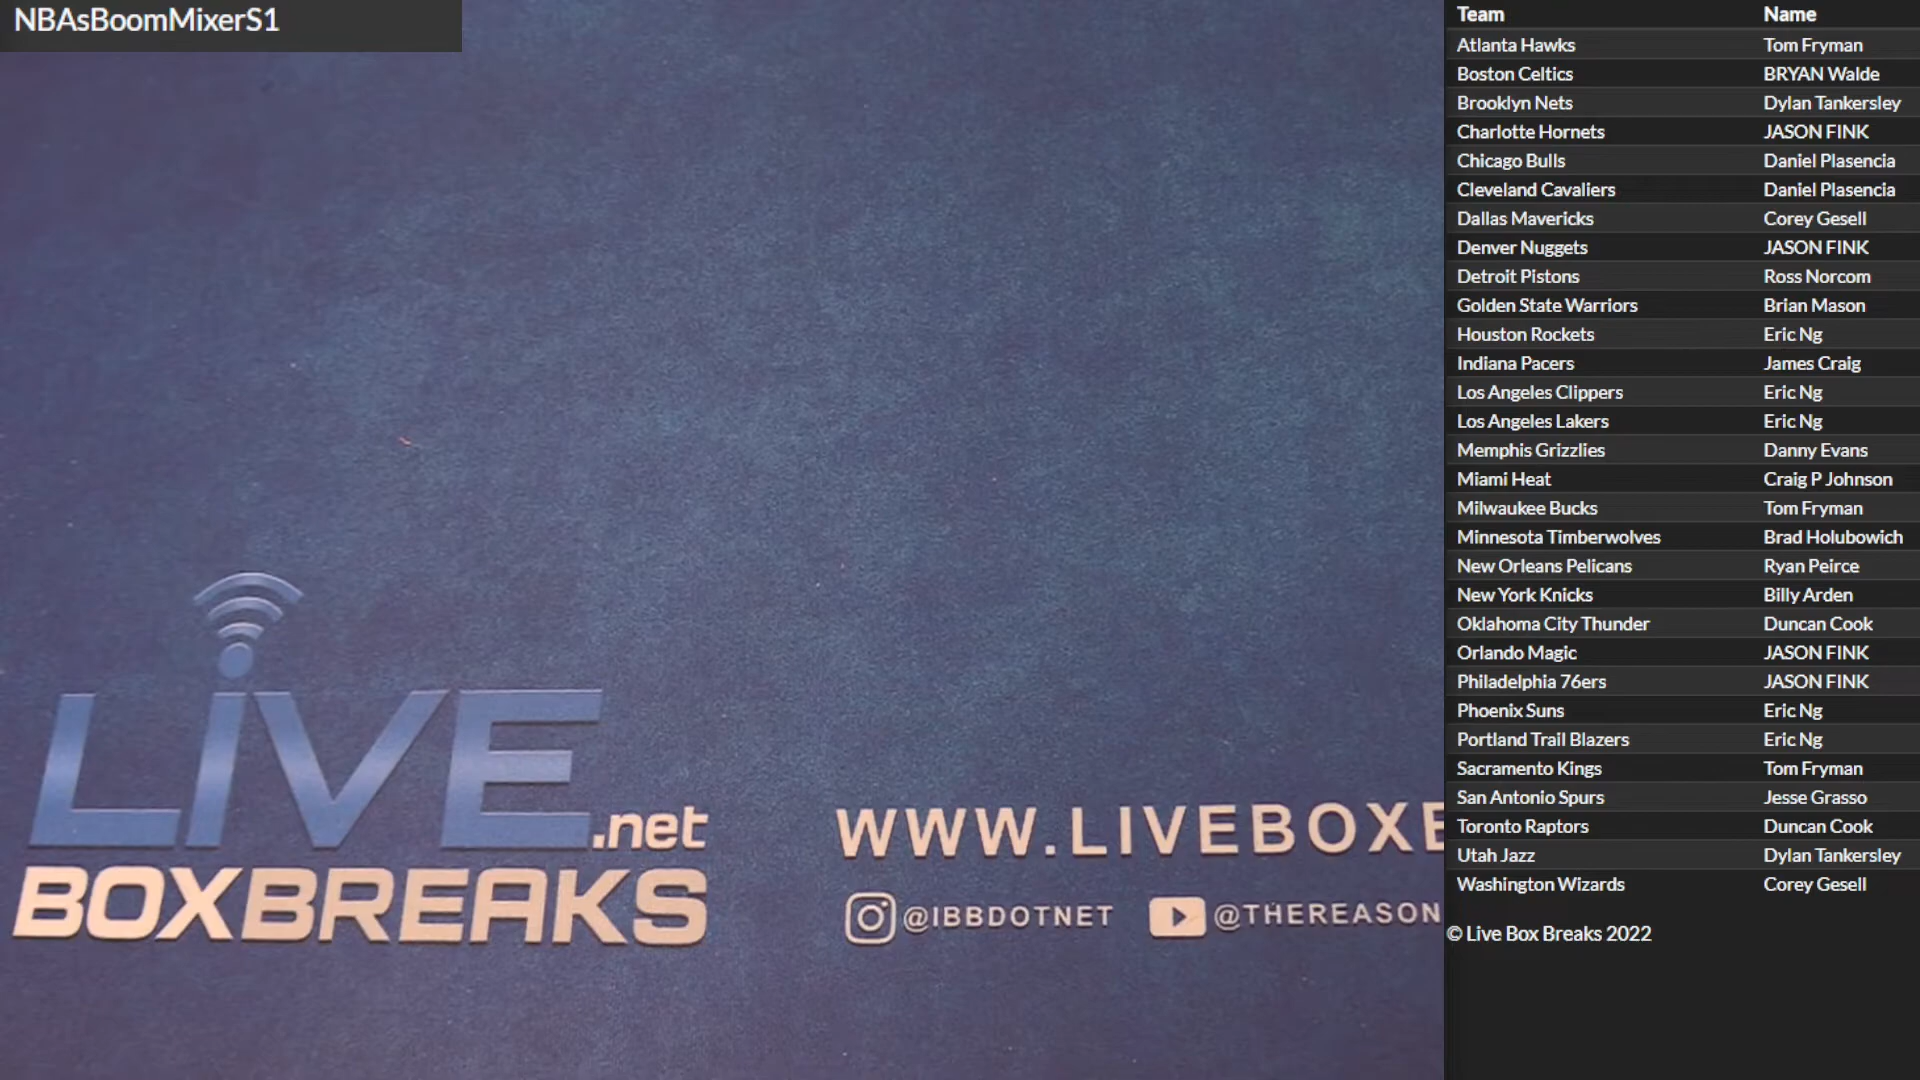 NBAsBoomMixerS1
Team Name
Atlanta Hawks Tom Fryman
Boston Celtics BRYAN Walde
Brooklyn Nets Dylan Tankersley
Charlotte Hornets JASON FINK
Chicago Bulls Daniel Plasencia
Cleveland Cavaliers Daniel Plasencia
Dallas Mavericks Corey Gesell
Denver Nuggets JASON FINK
Detroit Pistons Ross Norcom
Golden State Warriors Brian Mason
Houston Rockets Eric Ng
Indiana Pacers James Craig
Los Angeles Clippers Eric Ng
Los Angeles Lakers Eric Ng
Memphis Grizzlies Danny Evans
Miami Heat Craig P Johnson
Milwaukee Bucks Tom Fryman
Minnesota Timberwolves Brad Holubowich
New Orleans Pelicans Ryan Peirce
New York Knicks Billy Arden
Oklahoma City Thunder Duncan Cook
Orlando Magic JASON FINK
Philadelphia 76ers JASON FINK
Phoenix Suns Eric Ng
Portland Trail Blazers Eric Ng
Sacramento Kings Tom Fryman
San Antonio Spurs Jesse Grasso
Toronto Raptors Duncan Cook
Utah Jazz Dylan Tankersley
Washington Wizards Corey Gesell
© Live Box Breaks 2022
LIVE.net
BOXBREAKS
WWW.LIVEBOXB
@IBBDOTNET @THEREASON